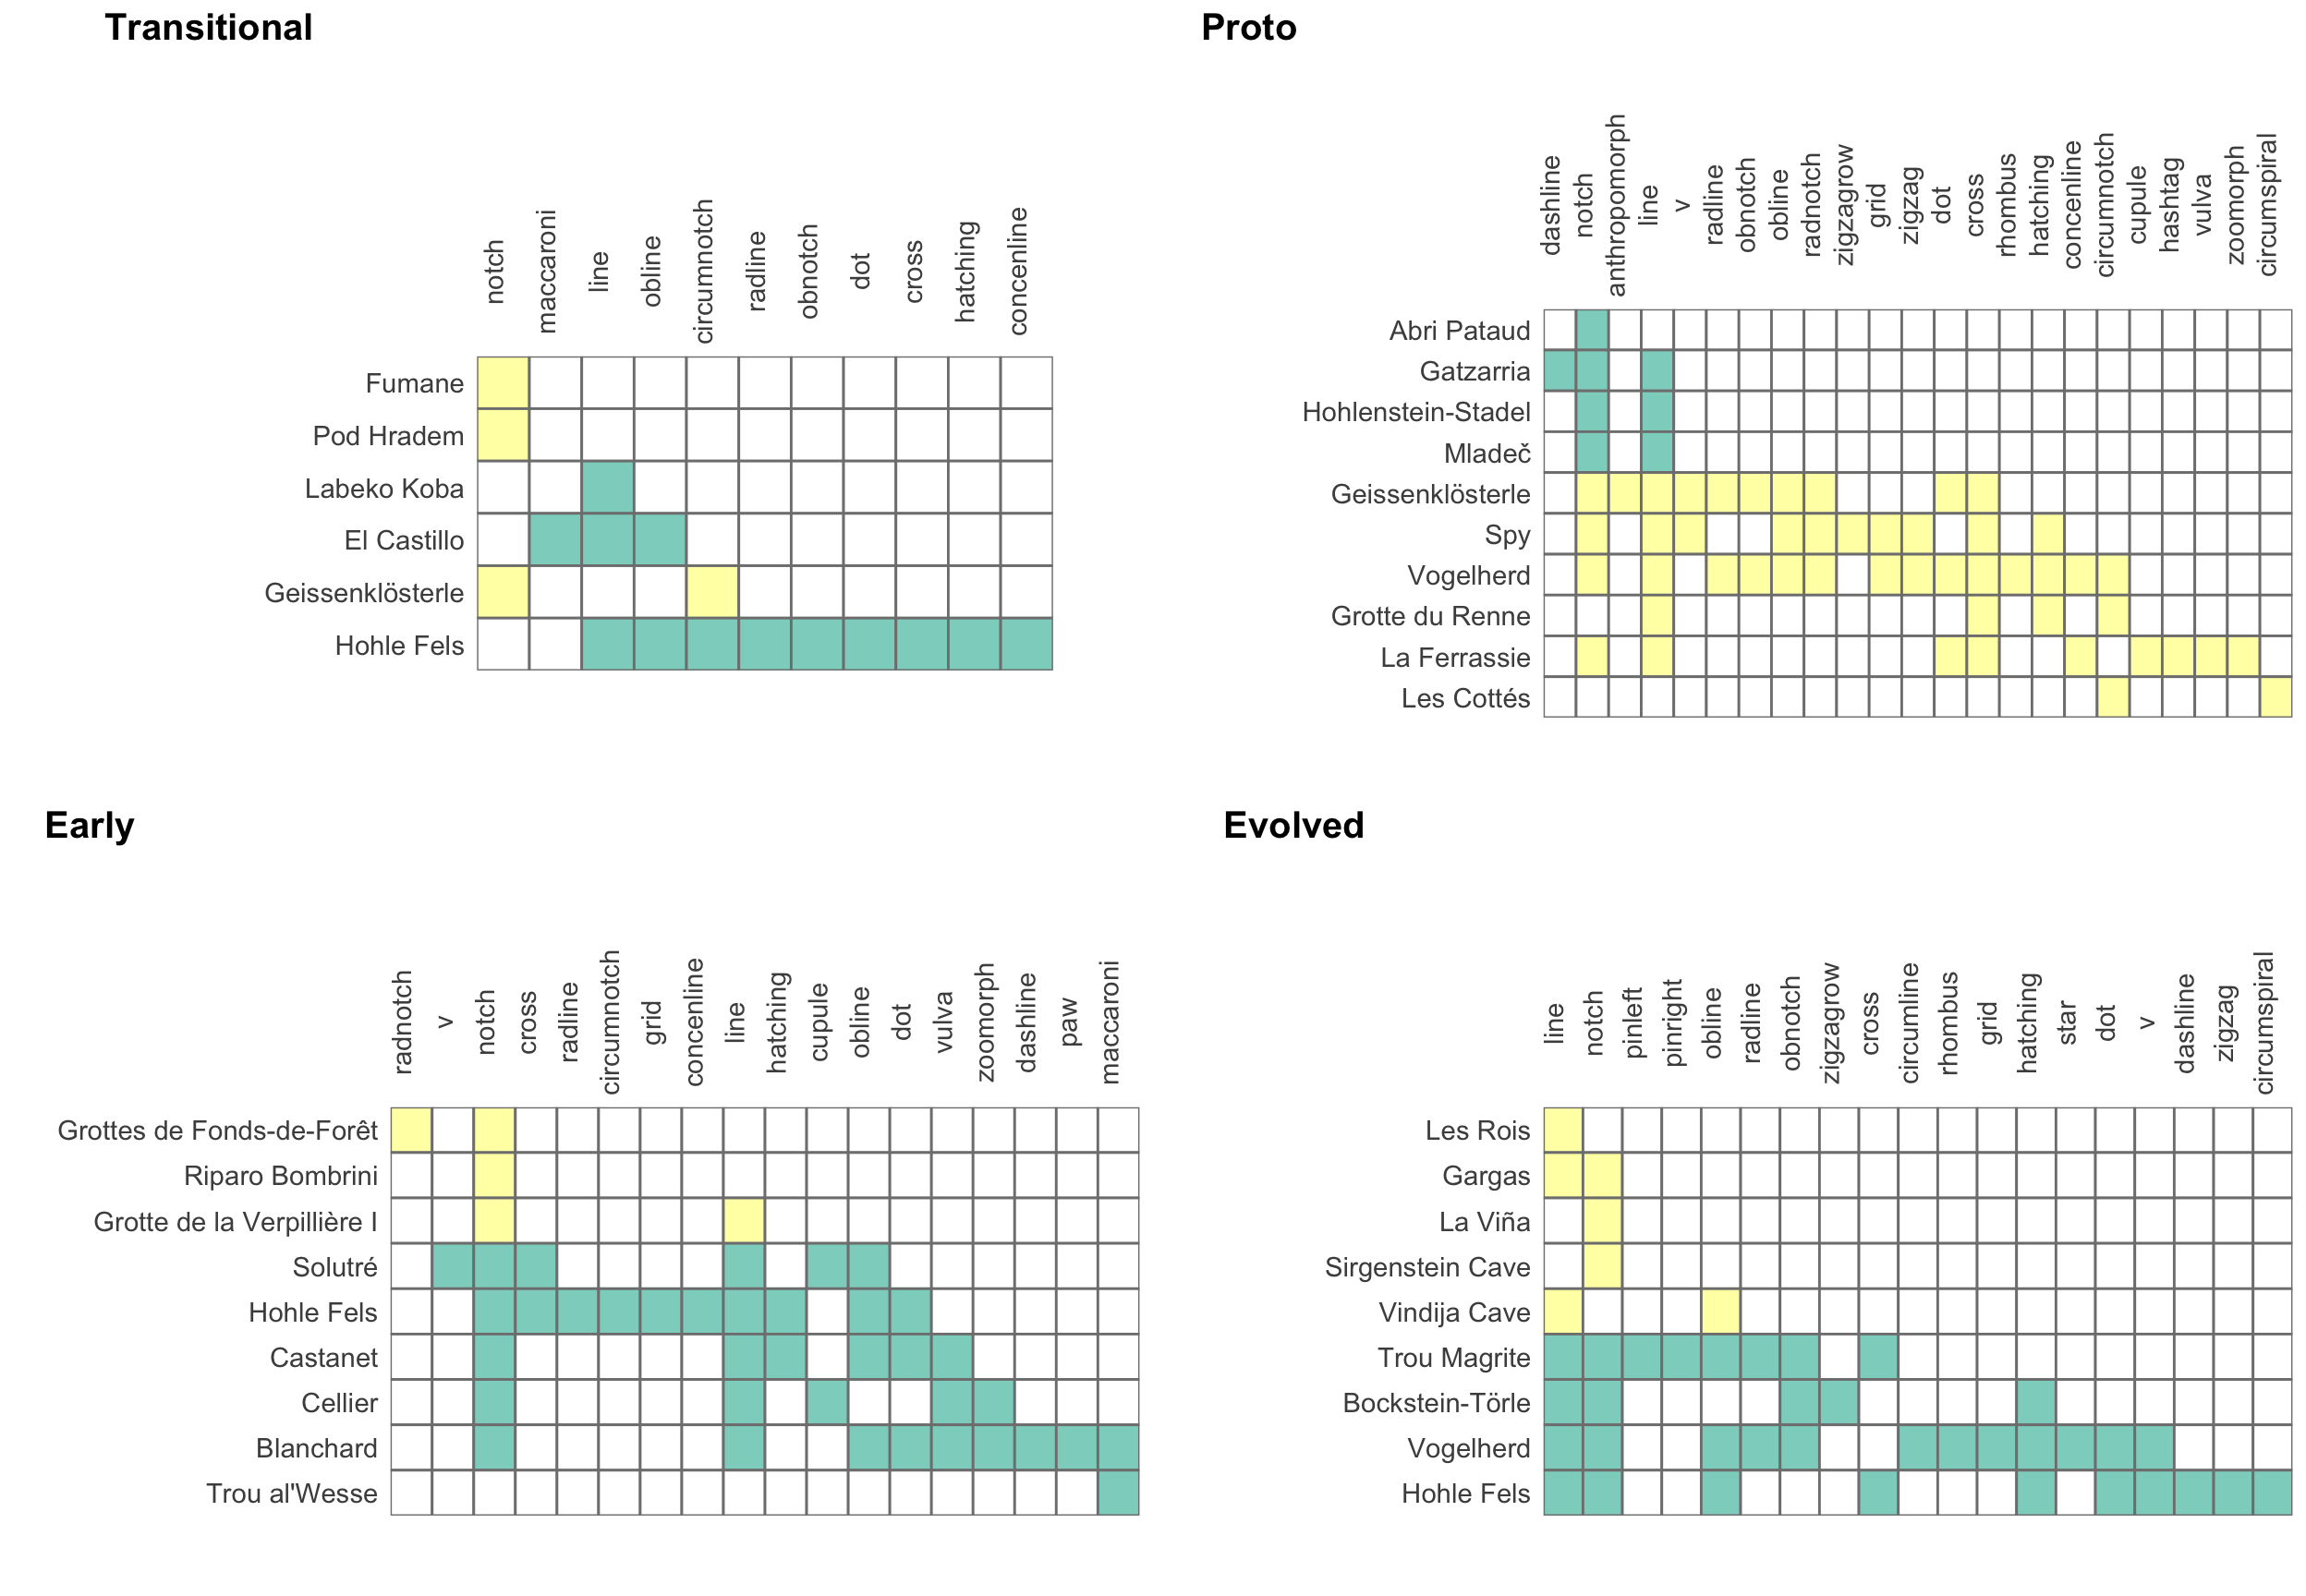 Transitional
notch
maccaroni
line
obline
circumnotch
radline
obnotch
dot
cross
hatching
concenline
Fumane
Pod Hradem
Labeko Koba
El Castillo
Geissenklösterle
Hohle Fels
Proto
dashline
notch
anthropomorph
line
v
radline
obnotch
obline
radnotch
zigzagrow
grid
zigzag
dot
cross
rhombus
hatching
concenline
circumnotch
cupule
hashtag
vulva
zoomorph
circumspiral
Abri Pataud
Gatzarria
Hohlenstein-Stadel
Mladeč
Geissenklösterle
Spy
Vogelherd
Grotte du Renne
La Ferrassie
Les Cottés
Early
radnotch
v
notch
cross
radline
circumnotch
grid
concenline
line
hatching
cupule
obline
dot
vulva
zoomorph
dashline
paw
maccaroni
Grottes de Fonds-de-Forêt
Riparo Bombrini
Grotte de la Verpillière I
Solutré
Hohle Fels
Castanet
Cellier
Blanchard
Trou al'Wesse
Evolved
line
notch
pinleft
pinright
obline
radline
obnotch
zigzagrow
cross
circumline
rhombus
grid
hatching
star
dot
v
dashline
zigzag
circumspiral
Les Rois
Gargas
La Viña
Sirgenstein Cave
Vindija Cave
Trou Magrite
Bockstein-Törle
Vogelherd
Hohle Fels